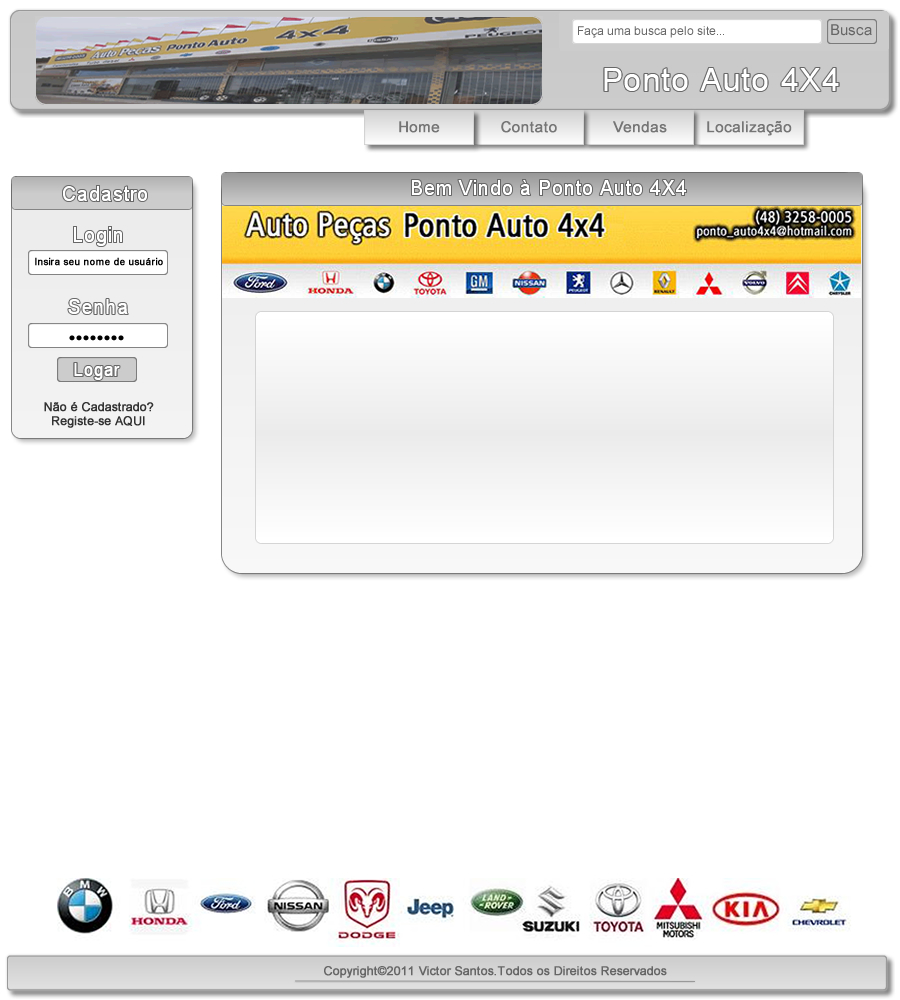 Auto Peças Ponto Auto 4x4
PEUGEOT
Faça uma busca pelo site...
Busca
Ponto Auto 4X4
Home
Contato
Vendas
Localização
Cadastro
Login
Insira seu nome de usuário
Senha
Logar
Não é Cadastrado?
Registe-se AQUI
Bem Vindo à Ponto Auto 4X4
Auto Peças Ponto Auto 4x4
(48) 3258-0005
ponto_auto4x4@hotmail.com
Ford
HONDA
TOYOTA
GM
NISSAN
PEUGEOT
RENAULT
VOLVO
CHRYSLER
BMW
HONDA
Ford
NISSAN
DODGE
Jeep
LAND ROVER
SUZUKI
TOYOTA
MITSUBISHI
MOTORS
KIA
CHEVROLET
Copyright©2011 Victor Santos.Todos os Direitos Reservados